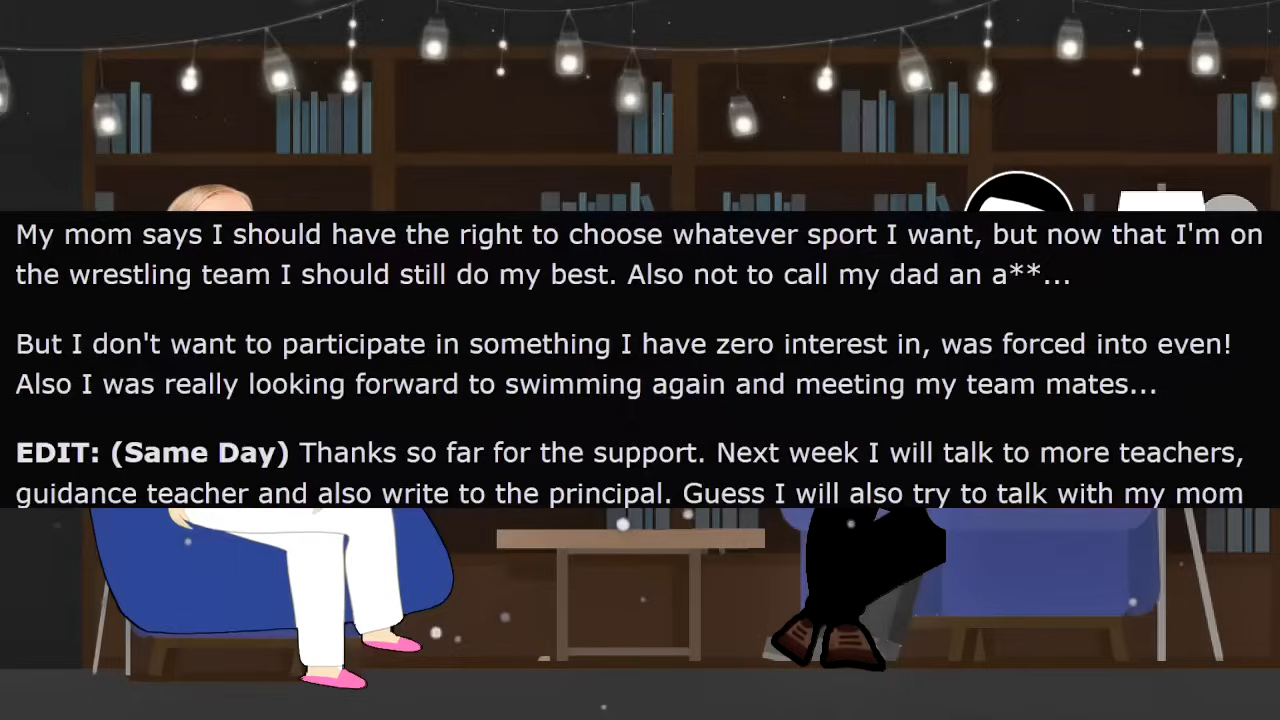 My mom says I should have the right to choose whatever sport I want, but now that I'm on
the wrestling team I should still do my best. Also not to call my dad an a**...
But I don't want to participate in something I have zero interest in, was forced into even!
Also I was really looking forward to swimming again and meeting my team mates...
EDIT: (Same Day) Thanks so far for the support. Next week I will talk to more teachers,
guidance teacher and also write to the principal. Guess I will also try to talk with my mom